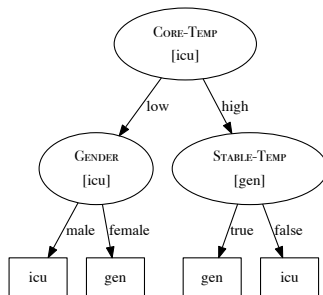 CORE-TEMP
[icu]
low
high
GENDER
[icu]
STABLE-TEMP
[gen]
male
female
true
false
icu
gen
gen
icu